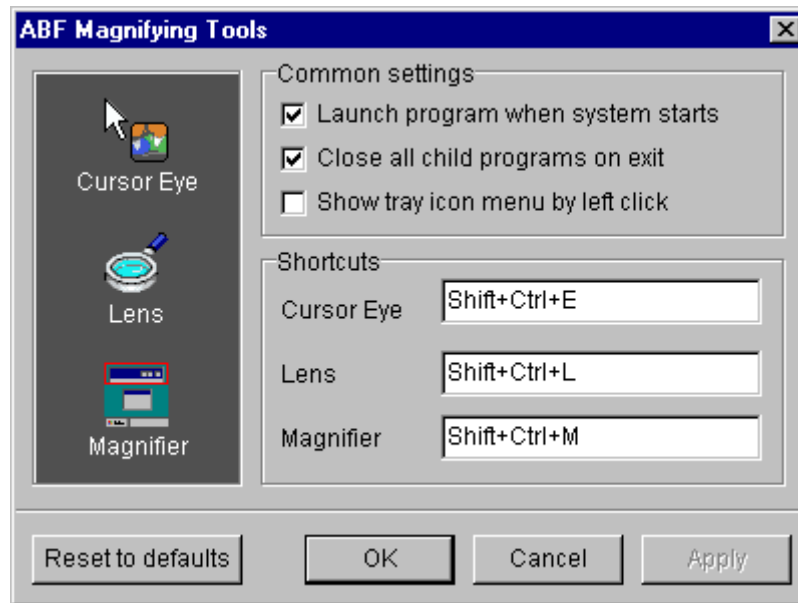 ABF Magnifying Tools
Cursor Eye
Lens
Magnifier
Common settings
Launch program when system starts
Close all child programs on exit
Show tray icon menu by left click
Shortcuts
Cursor Eye Shift+Ctrl+E
Lens Shift+Ctrl+L
Magnifier Shift+Ctrl+M
Reset to defaults OK Cancel Apply